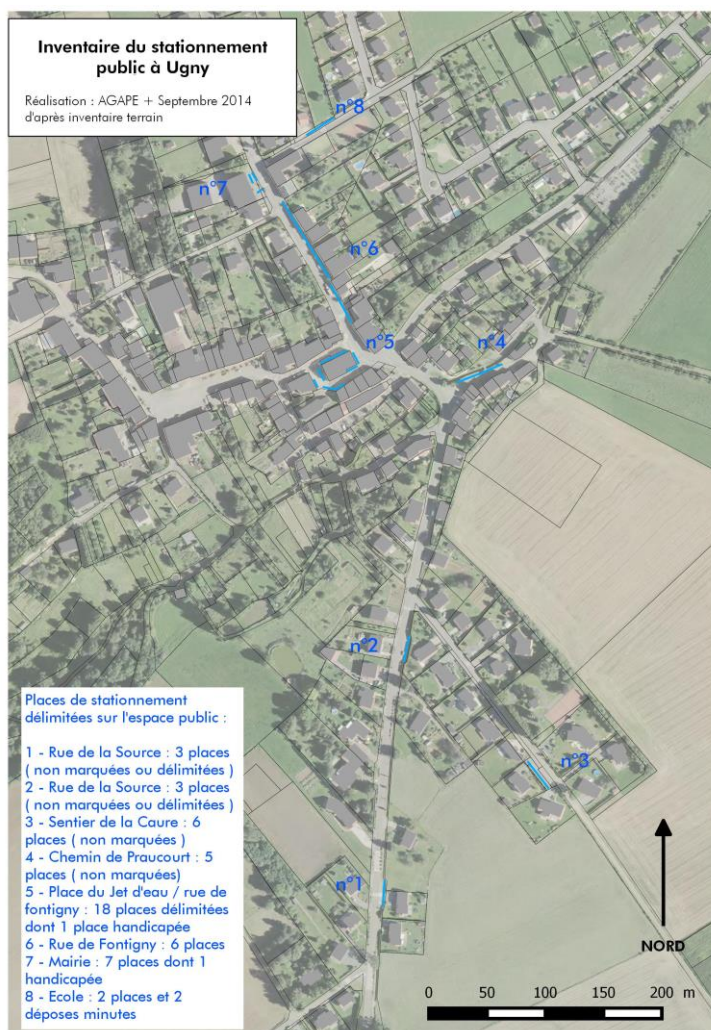 Inventaire du stationnement
public à Ugny
Réalisation : AGAPE + Septembre 2014
d'après inventaire terrain
n°8
n°7
n°6
n°5
n°4
n°2
n°3
n°1
Places de stationnement
délimitées sur l'espace public :
1 - Rue de la Source : 3 places
( non marquées ou délimitées )
2 - Rue de la Source : 3 places
( non marquées ou délimitées )
3 - Sentier de la Caure : 6
places ( non marquées )
4 - Chemin de Praucourt : 5
places ( non marquées)
5 - Place du Jet d'eau / rue de
fontigny : 18 places délimitées
dont 1 place handicapée
6 - Rue de Fontigny : 6 places
7 - Mairie : 7 places dont 1
handicapée
8 - Ecole : 2 places et 2
déposes minutes
NORD
0 50 100 150 200 m